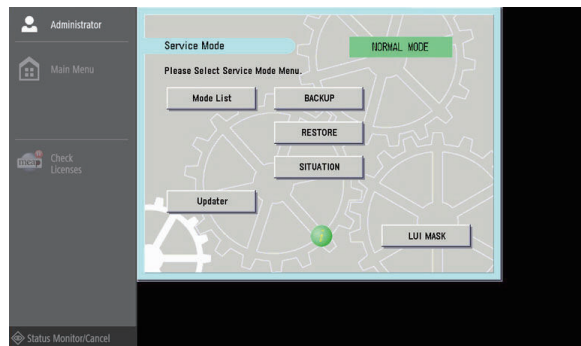 Administrator
Main Menu
meap
Check
Licenses
Status Monitor/Cancel
Service Mode
NORMAL MODE
Please Select Service Mode Menu.
Mode List
BACKUP
RESTORE
SITUATION
Updater
LUI MASK